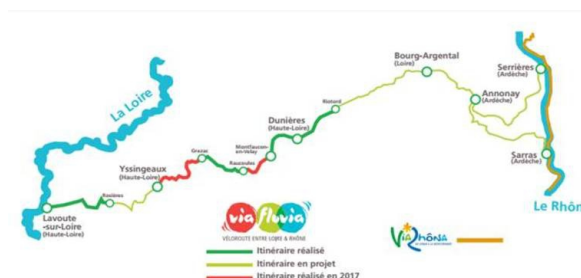 La Loire
Bourg-Argental
(Loire)
Serrières
(Ardèche)
Annonay
(Ardèche)
Riotord
Dunières
(Haute-Loire)
Montfaucon-
en-Velay
Grazac
Raucoules
Yssingeaux
(Haute-Loire)
Rosières
Sarras
(Ardèche)
Lavoute
-sur-Loire
(Haute-Loire)
Le Rhôn
via fluvia
VÉLOROUTE ENTRE LOIRE & RHÔNE
ViaRhôna
Itinéraire réalisé
Itinéraire en projet
Itinéraire réalisé en 2017